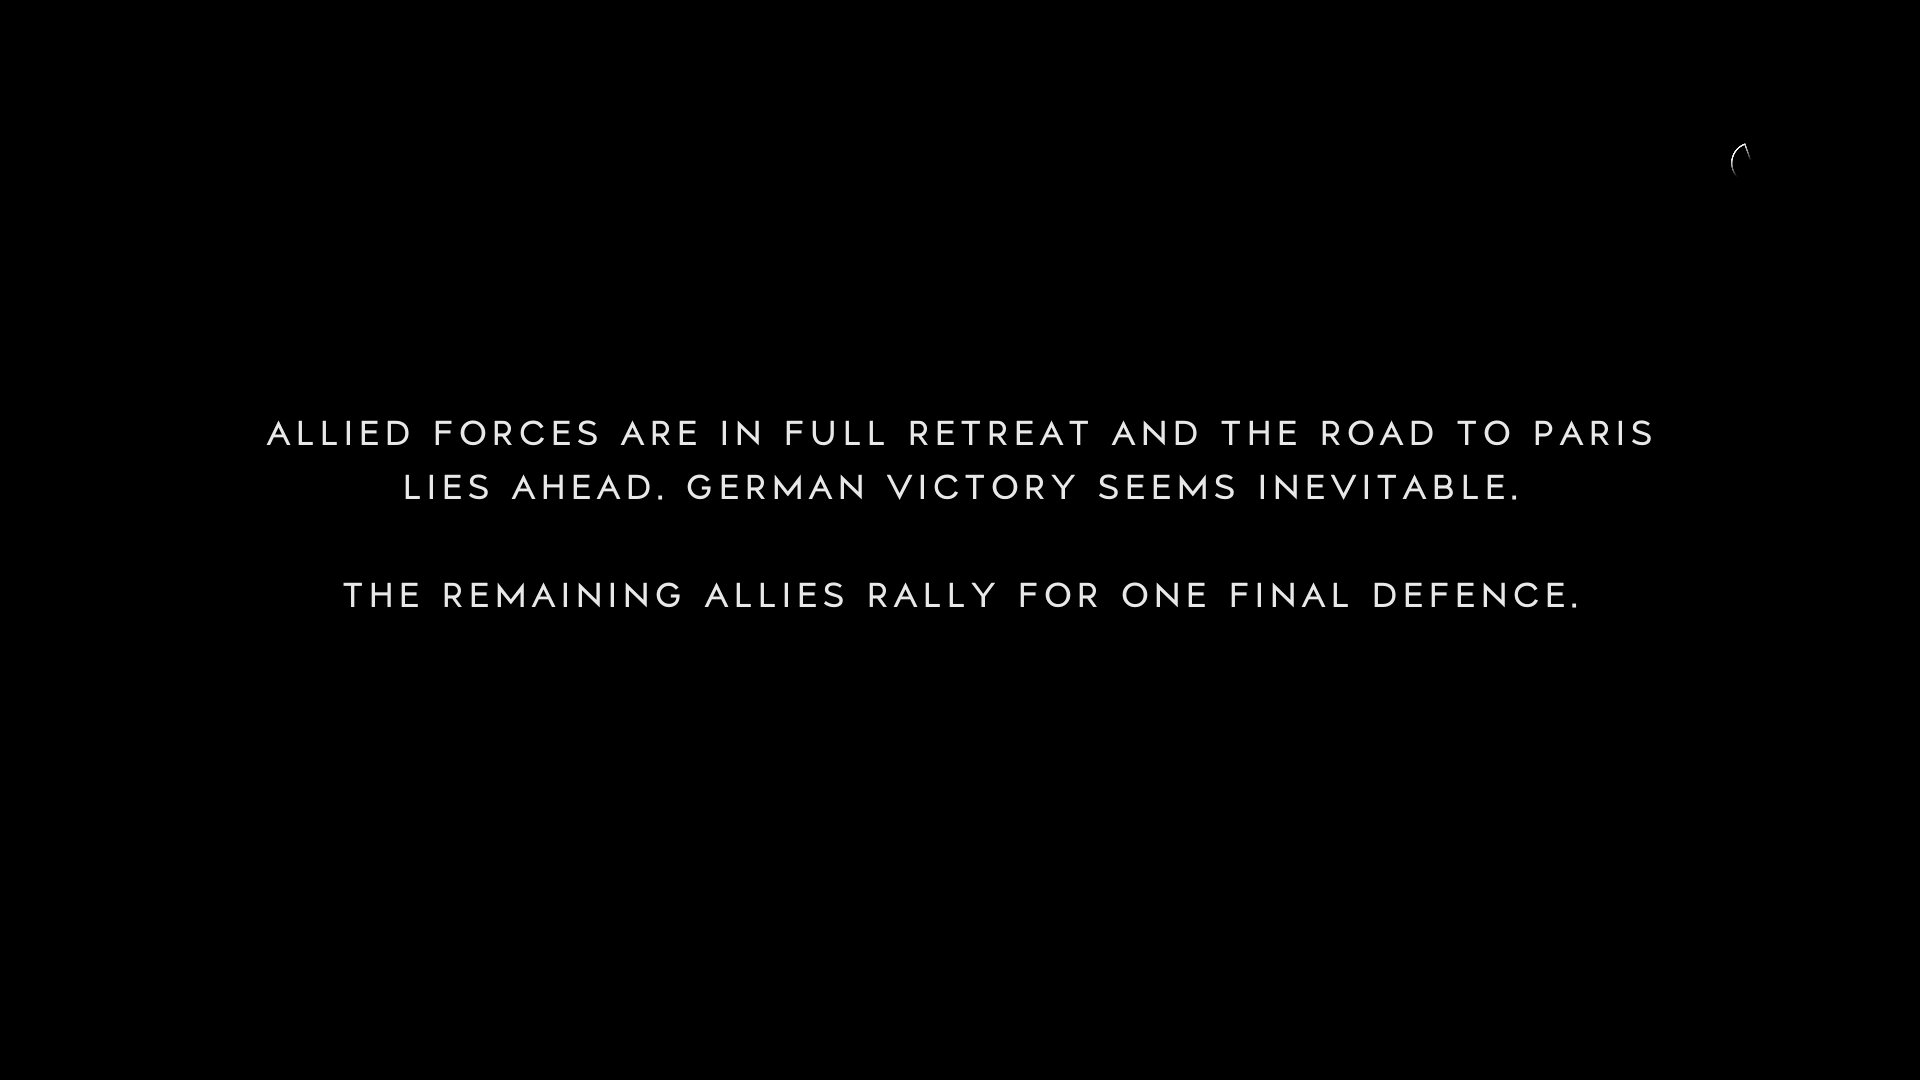 ALLIED FORCES ARE IN FULL RETREAT AND THE ROAD TO PARIS
LIES AHEAD. GERMAN VICTORY SEEMS INEVITABLE.
THE REMAINING ALLIES RALLY FOR ONE FINAL DEFENCE.